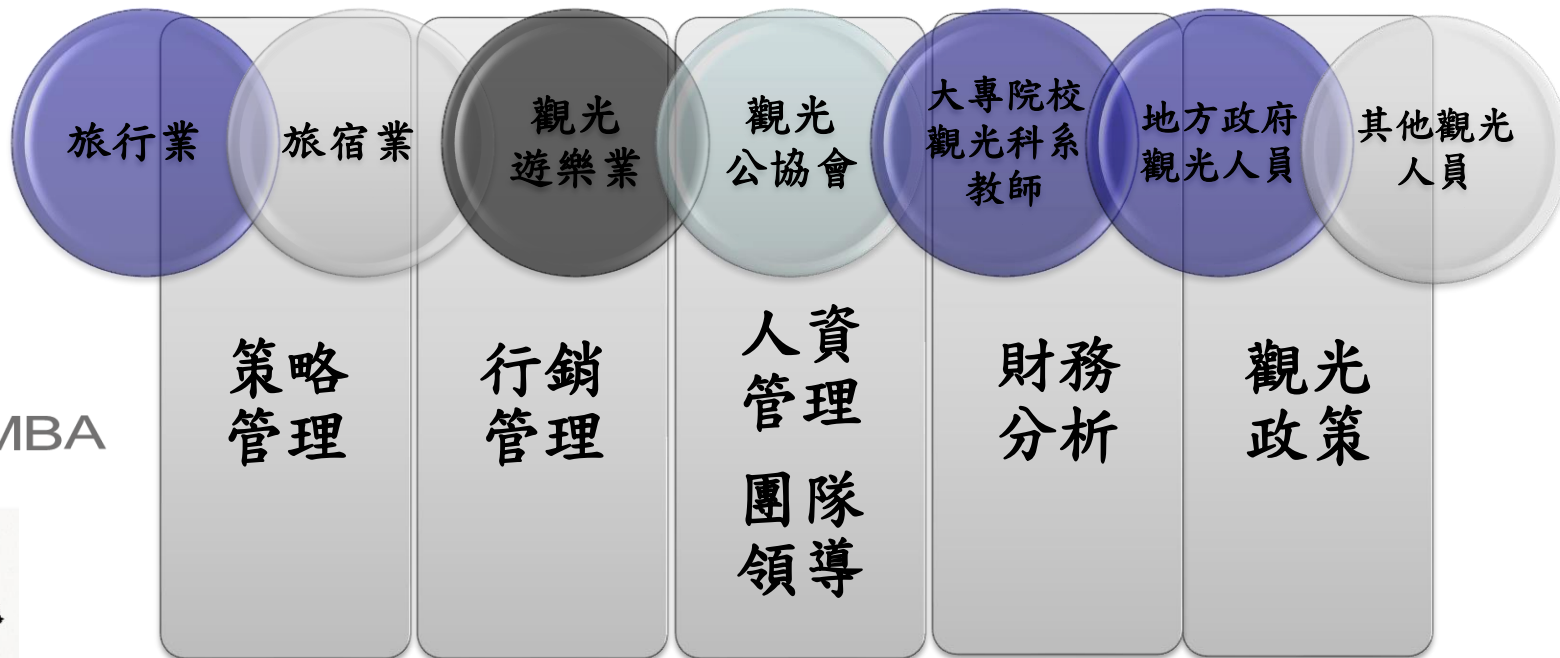 旅行業
旅宿業
觀光
遊樂業
觀光
公協會
大專院校
觀光科系
教師
地方政府
觀光人員
其他觀光
人員
策略
管理
行銷
管理
人資
管理
團隊
領導
財務
分析
觀光
政策
MBA